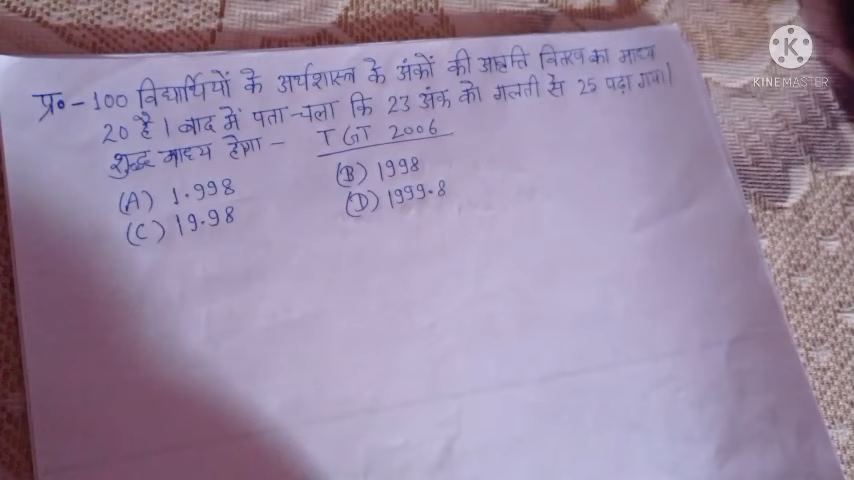 प्र०-100 विद्यार्थियों के अर्थशास्त्र के अंकों की आवृत्ति वितरण का माध्य
20 है। बाद में पता चला कि 23 अंक को गलती से 25 पढ़ा गया।
शुद्ध माध्य होगा- TGT 2006
(A) 1.998 (B) 1998
(C) 19.98 (D) 1999.8
KINEMASTER